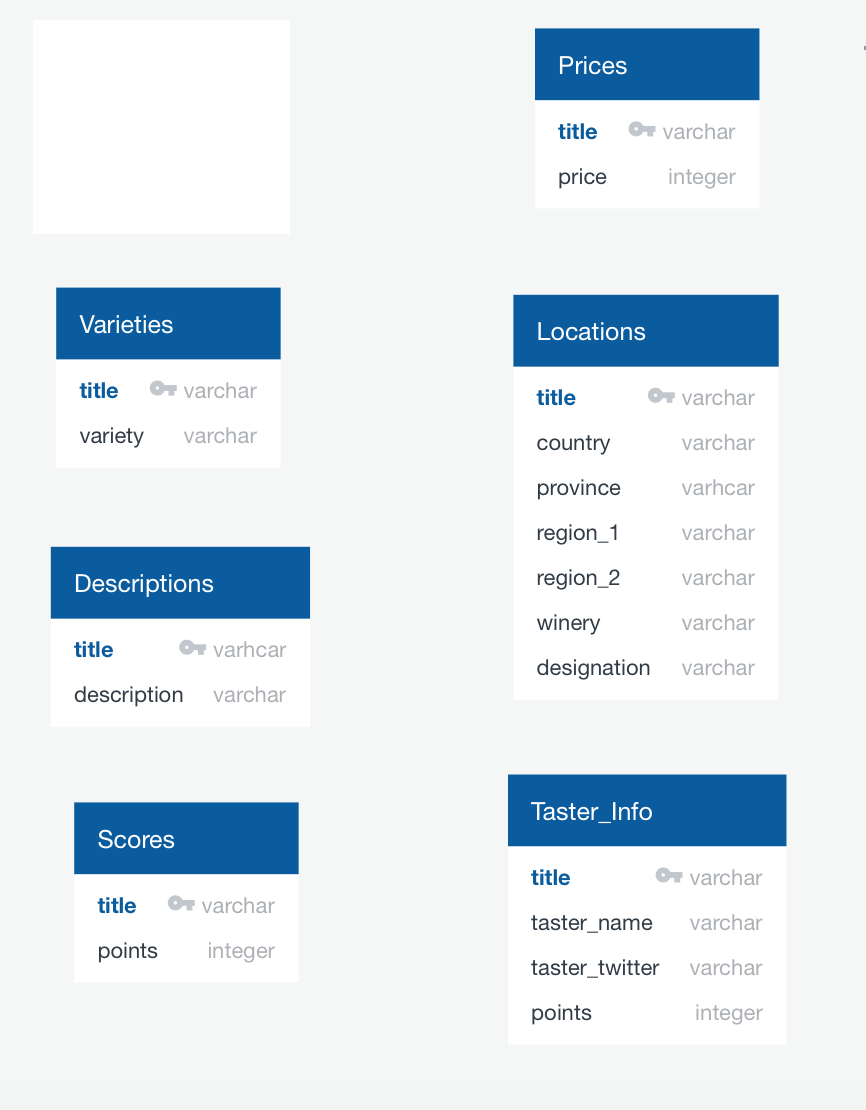 Prices
title varchar
price integer
Varieties
title varchar
variety varchar
Locations
title varchar
country varchar
province varhcar
region_1 varchar
region_2 varchar
winery varchar
designation varchar
Descriptions
title varhcar
description varchar
Scores
title varchar
points integer
Taster_Info
title varchar
taster_name varchar
taster_twitter varchar
points integer